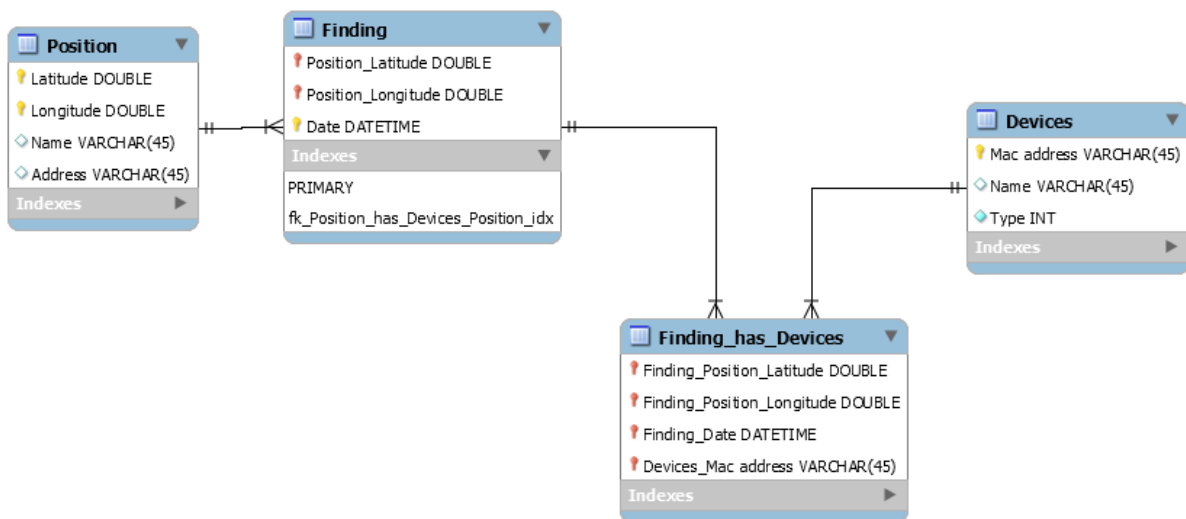 Position
Latitude DOUBLE
Longitude DOUBLE
Name VARCHAR(45)
Address VARCHAR(45)
Indexes
Finding
Position_Latitude DOUBLE
Position_Longitude DOUBLE
Date DATETIME
Indexes
PRIMARY
fk_Position_has_Devices_Position_idx
Devices
Mac address VARCHAR(45)
Name VARCHAR(45)
Type INT
Indexes
Finding_has_Devices
Finding_Position_Latitude DOUBLE
Finding_Position_Longitude DOUBLE
Finding_Date DATETIME
Devices_Mac address VARCHAR(45)
Indexes